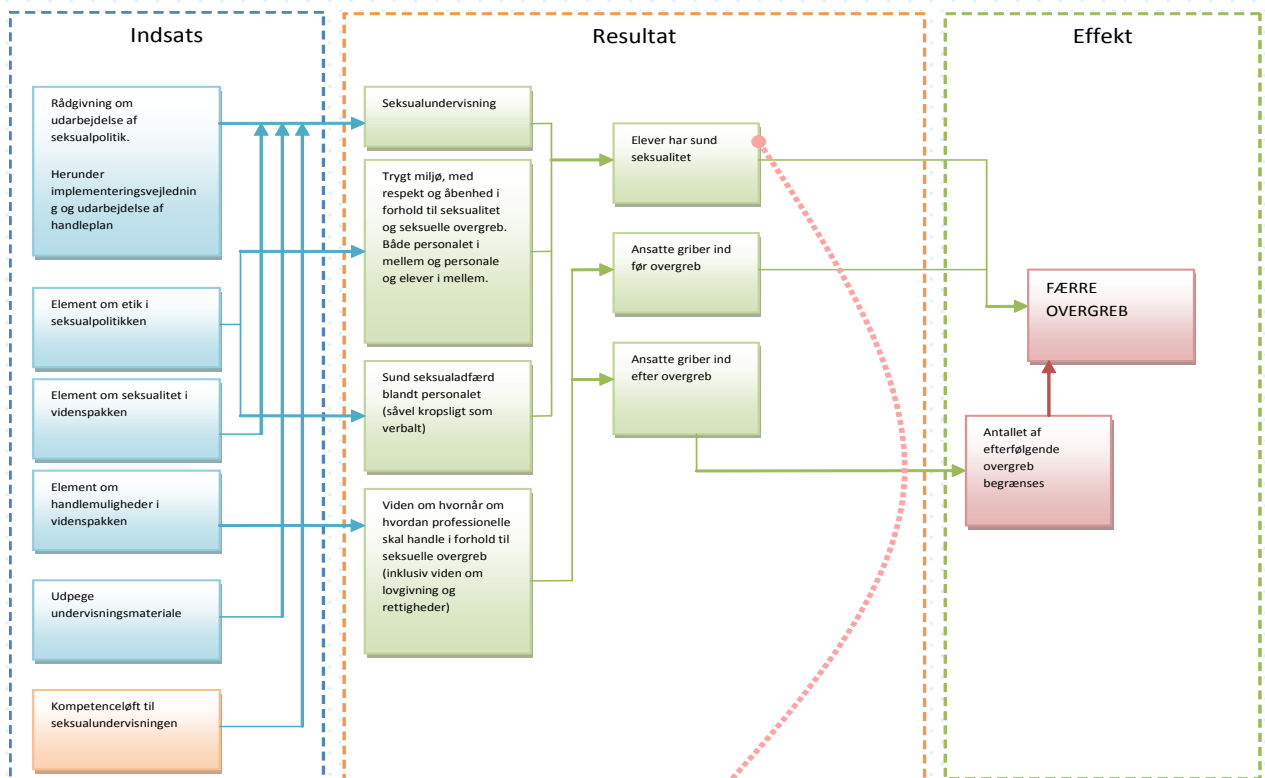 Indsats
Rådgivning om
udarbejdelse af
seksualpolitik.
Herunder
implementeringsvejlednin
g og udarbejdelse af
handleplan
Element om etik i
seksualpolitikken
Element om seksualitet i
videnspakken
Element om
handlemuligheder i
videnspakken
Udpege
undervisningsmateriale
Kompetenceløft til
seksualundervisningen
Resultat
Seksualundervisning
Trygt miljø, med
respekt og åbenhed i
forhold til seksualitet
og seksuelle overgreb.
Både personalet i
mellem og personale
og elever i mellem.
Sund seksualadfærd
blandt personalet
(såvel kropsligt som
verbalt)
Viden om hvornår om
hvordan professionelle
skal handle i forhold til
seksuelle overgreb
(inklusiv viden om
lovgivning og
rettigheder)
Elever har sund
seksualitet
Ansatte griber ind
før overgreb
Ansatte griber ind
efter overgreb
Effekt
FÆRRE
OVERGREB
Antallet af
efterfølgende
overgreb
begrænses